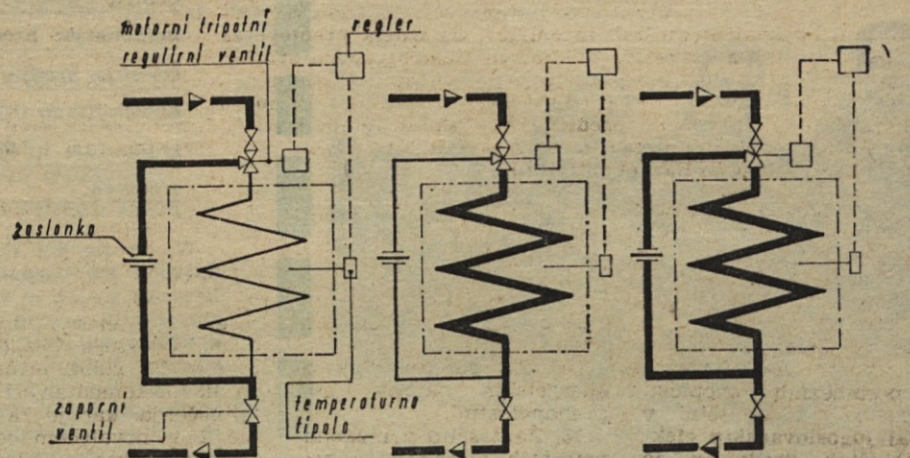 motorni tripotni
regulirni ventil
regler
zaslonka
zaporni
ventil
temperaturno
tipalo